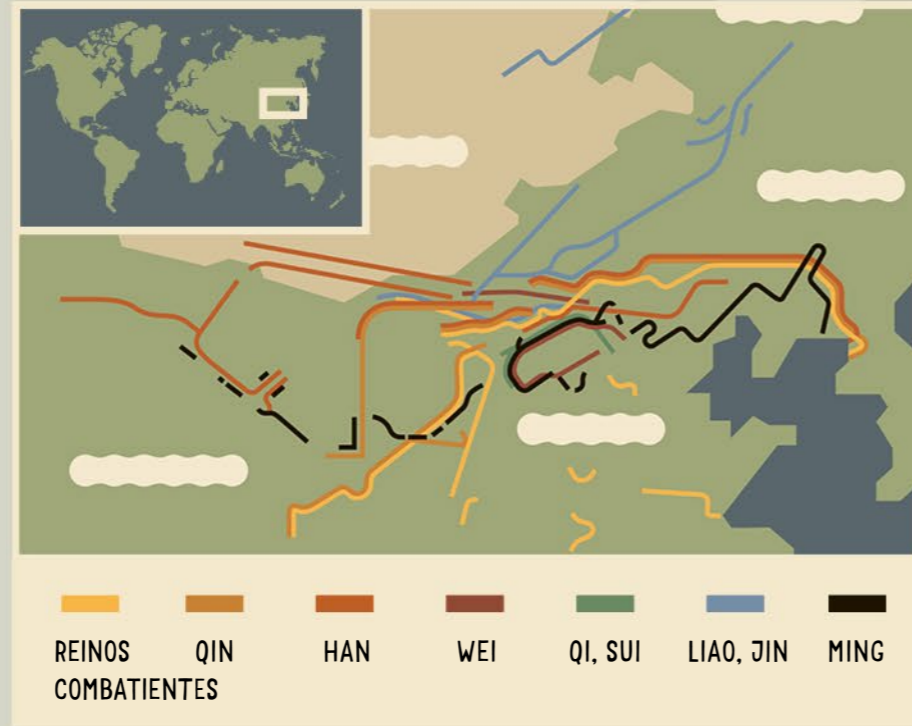 REINOS COMBATIENTES
QIN
HAN
WEI
QI, SUI
LIAO, JIN
MING